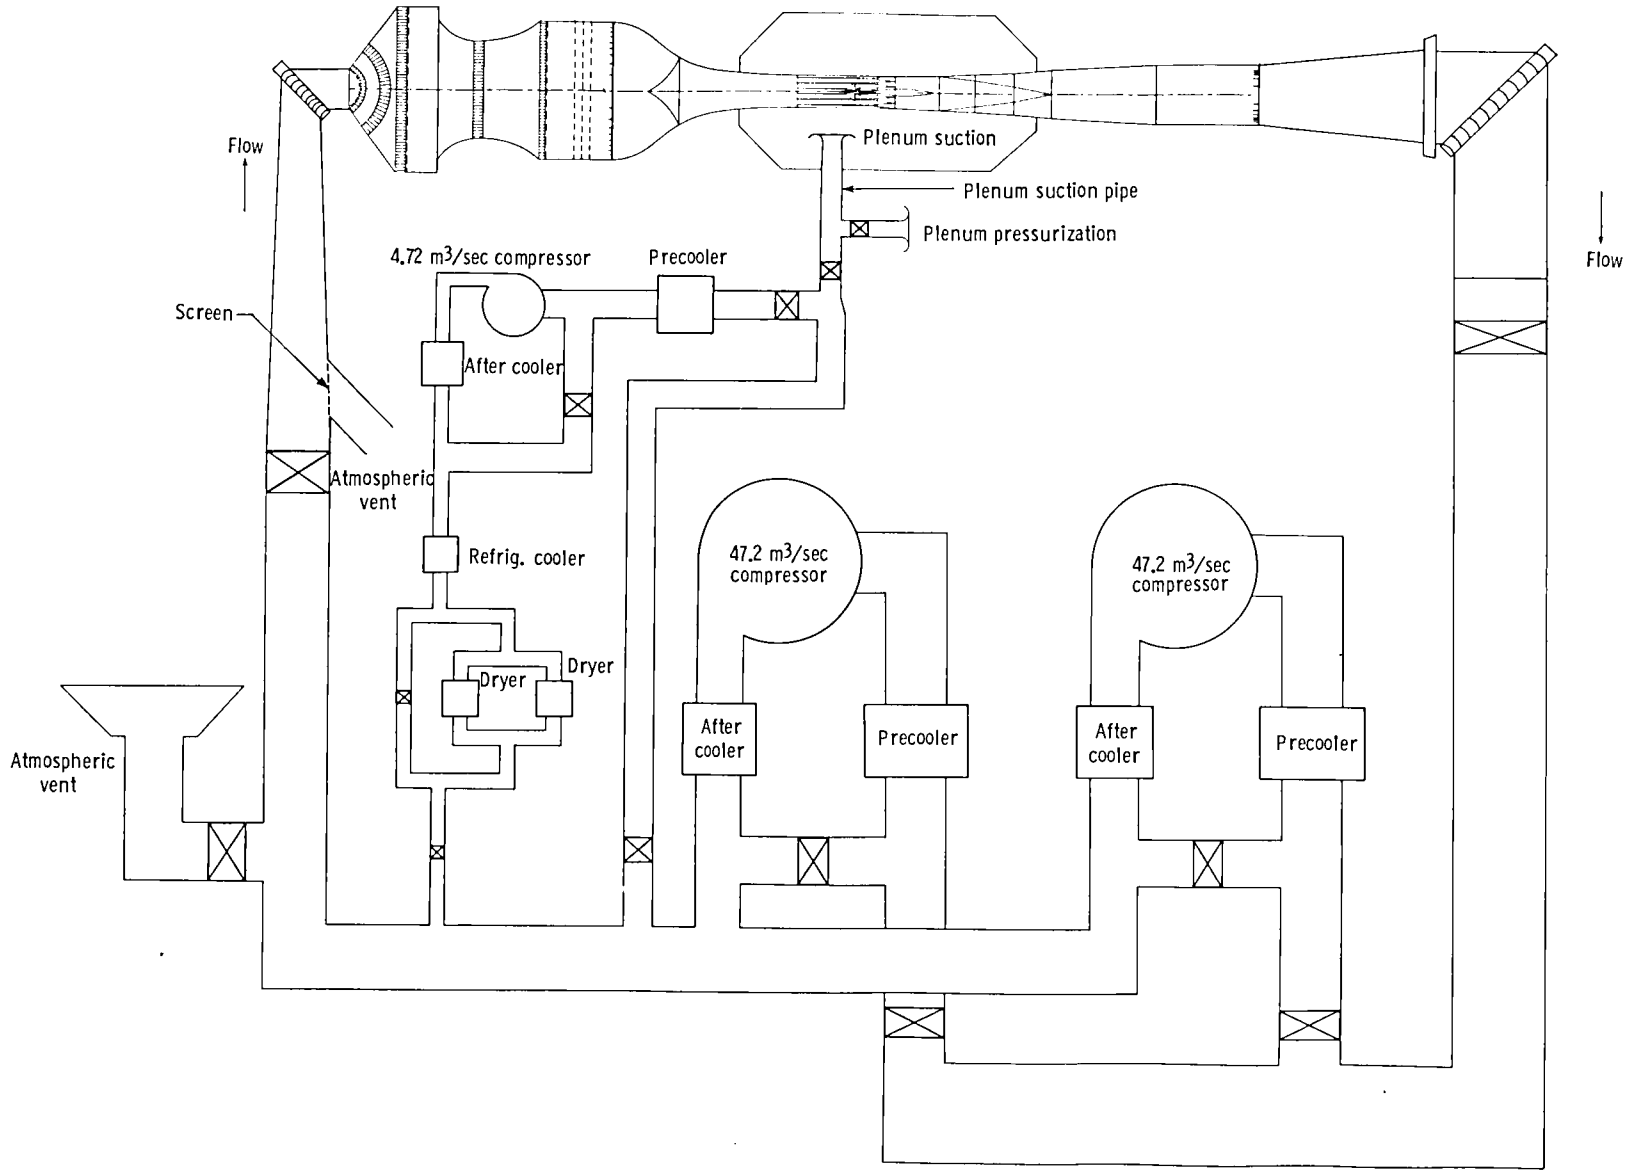 Plenum suction
Flow
Plenum suction pipe
Plenum pressurization
4.72 m³/sec compressor
Precooler
Flow
Screen
After cooler
Atmospheric
vent
47.2 m³/sec
compressor
47.2 m³/sec
compressor
Refrig. cooler
Dryer
Dryer
After
cooler
Precooler
After
cooler
Precooler
Atmospheric
vent